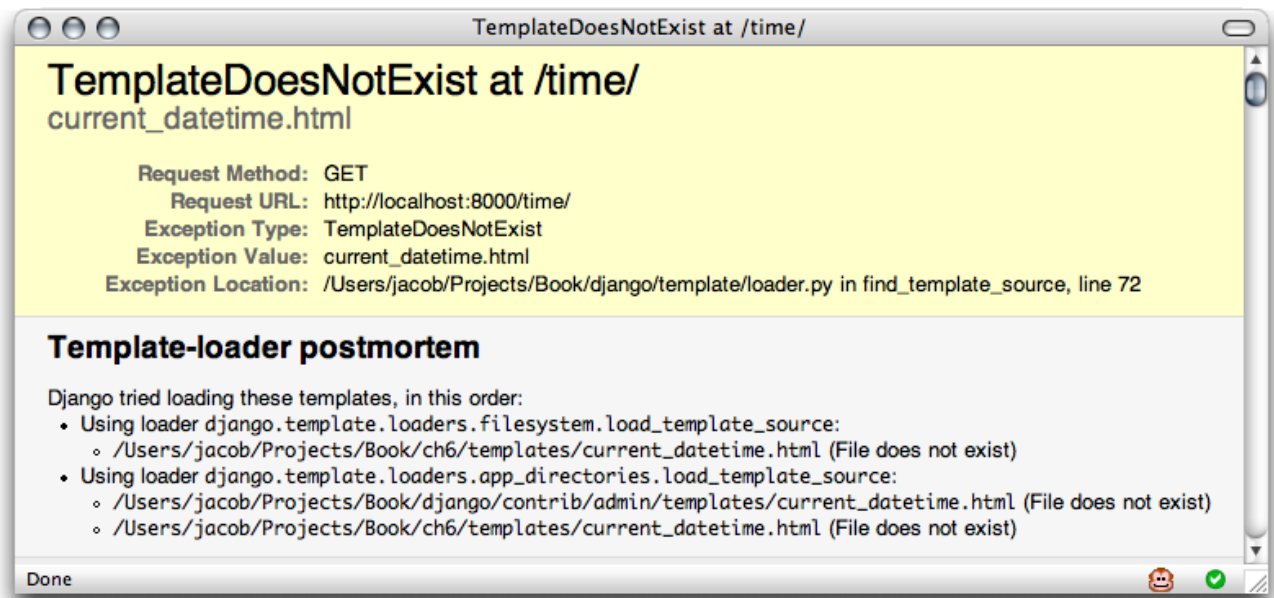 TemplateDoesNotExist at /time/
TemplateDoesNotExist at /time/
current_datetime.html
Request Method: GET
Request URL: http://localhost:8000/time/
Exception Type: TemplateDoesNotExist
Exception Value: current_datetime.html
Exception Location: /Users/jacob/Projects/Book/django/template/loader.py in find_template_source, line 72
Template-loader postmortem
Django tried loading these templates, in this order:
• Using loader django.template.loaders.filesystem.load_template_source:
◦ /Users/jacob/Projects/Book/ch6/templates/current_datetime.html (File does not exist)
• Using loader django.template.loaders.app_directories.load_template_source:
◦ /Users/jacob/Projects/Book/django/contrib/admin/templates/current_datetime.html (File does not exist)
◦ /Users/jacob/Projects/Book/ch6/templates/current_datetime.html (File does not exist)
Done